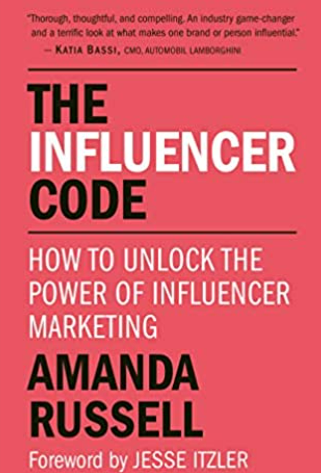 "Thorough, thoughtful, and compelling. An industry game-changer
and a terrific look at what makes one brand or person influential."
— KATIA BASSI, CMO, AUTOMOBIL LAMBORGHINI
THE
INFLUENCER
CODE
HOW TO UNLOCK THE
POWER OF INFLUENCER
MARKETING
AMANDA
RUSSELL
Foreword by JESSE ITZLER